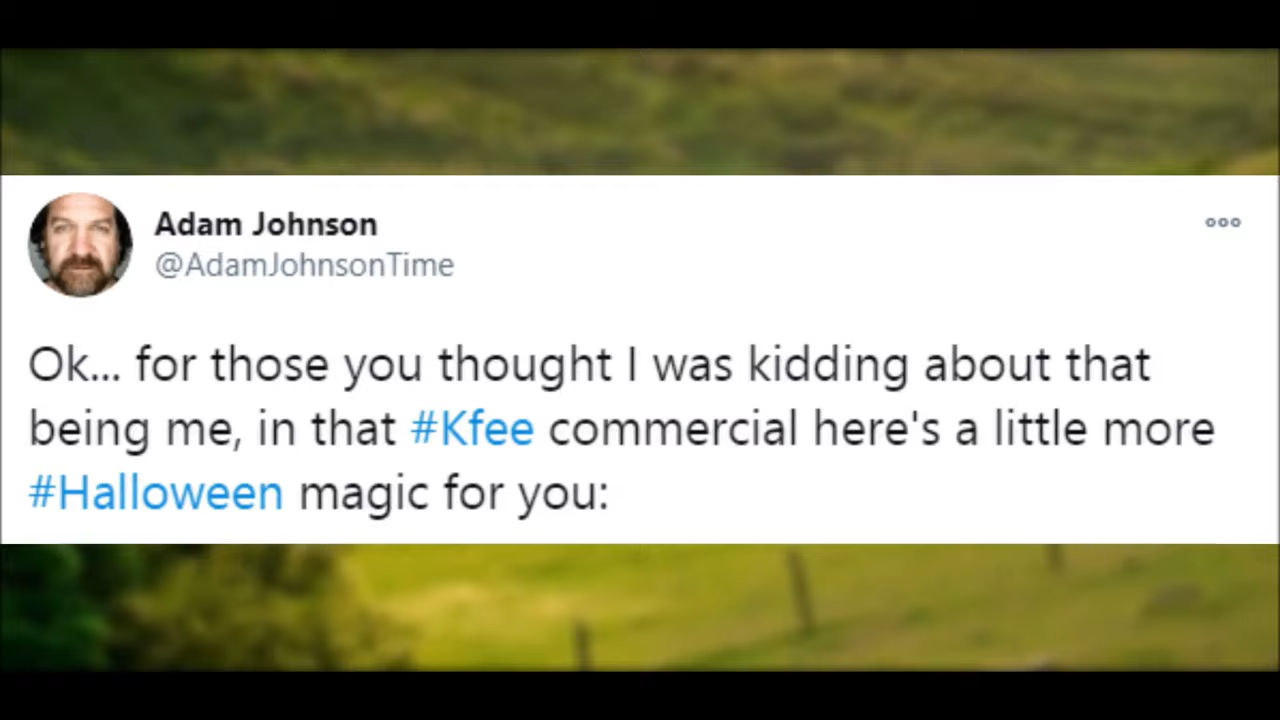 Adam Johnson
@AdamJohnsonTime
Ok... for those you thought I was kidding about that
being me, in that #Kfee commercial here's a little more
#Halloween magic for you: